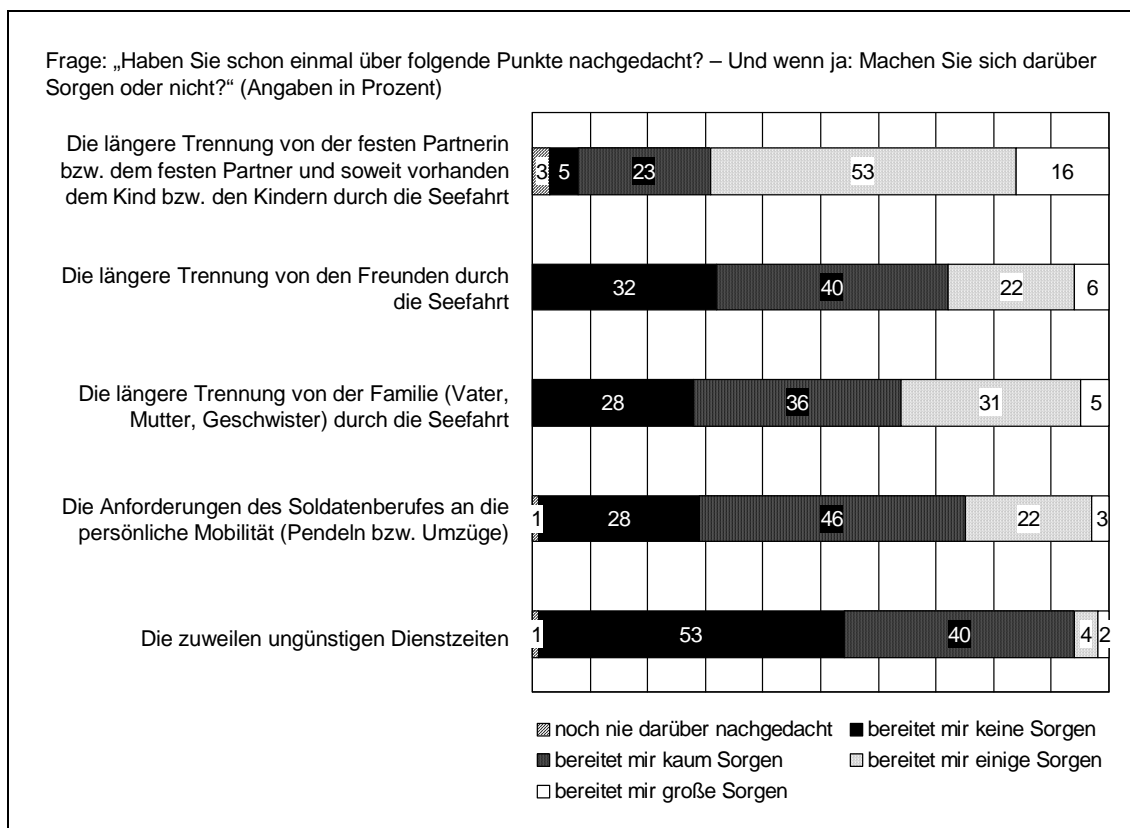 Frage: „Haben Sie schon einmal über folgende Punkte nachgedacht? – Und wenn ja: Machen Sie sich darüber
Sorgen oder nicht?“ (Angaben in Prozent)
Die längere Trennung von der festen Partnerin
bzw. dem festen Partner und soweit vorhanden
dem Kind bzw. den Kindern durch die Seefahrt
3 5 23 53 16
Die längere Trennung von den Freunden durch
die Seefahrt
32 40 22 6
Die längere Trennung von der Familie (Vater,
Mutter, Geschwister) durch die Seefahrt
28 36 31 5
Die Anforderungen des Soldatenberufes an die
persönliche Mobilität (Pendeln bzw. Umzüge)
1 28 46 22 3
Die zuweilen ungünstigen Dienstzeiten
1 53 40 4 2
noch nie darüber nachgedacht bereitet mir keine Sorgen
bereitet mir kaum Sorgen bereitet mir einige Sorgen
bereitet mir große Sorgen